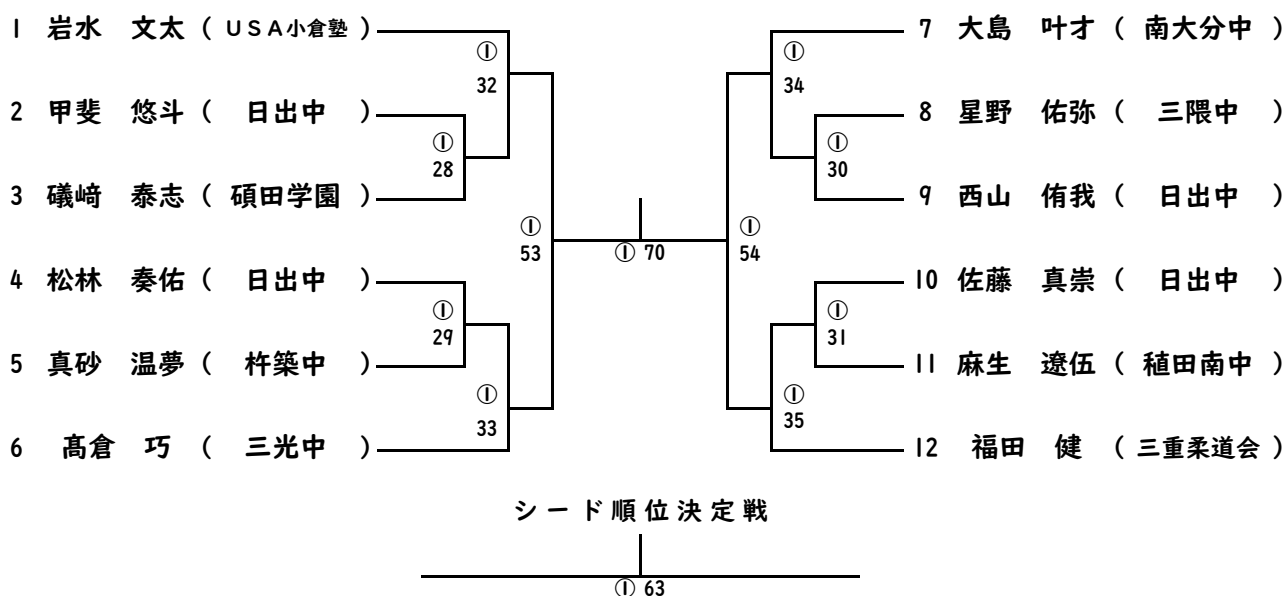 1 岩水 文太 ( USA小倉塾 )
① 32
2 甲斐 悠斗 ( 日出中 )
① 28
3 礒﨑 泰志 ( 碩田学園 )
① 53
4 松林 奏佑 ( 日出中 )
① 29
5 真砂 温夢 ( 杵築中 )
① 33
6 髙倉 巧 ( 三光中 )
① 70
7 大島 叶才 ( 南大分中 )
① 34
8 星野 佑弥 ( 三隈中 )
① 30
9 西山 侑我 ( 日出中 )
① 54
10 佐藤 真崇 ( 日出中 )
① 31
11 麻生 遼伍 ( 稙田南中 )
① 35
12 福田 健 ( 三重柔道会 )
シード順位決定戦
① 63